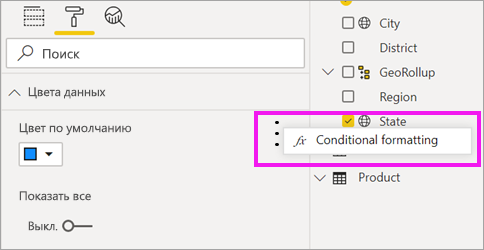 Поиск
Цвета данных
Цвет по умолчанию
Показать все
Выкл.
City
District
GeoRollup
Region
State
fx Conditional formatting
Product